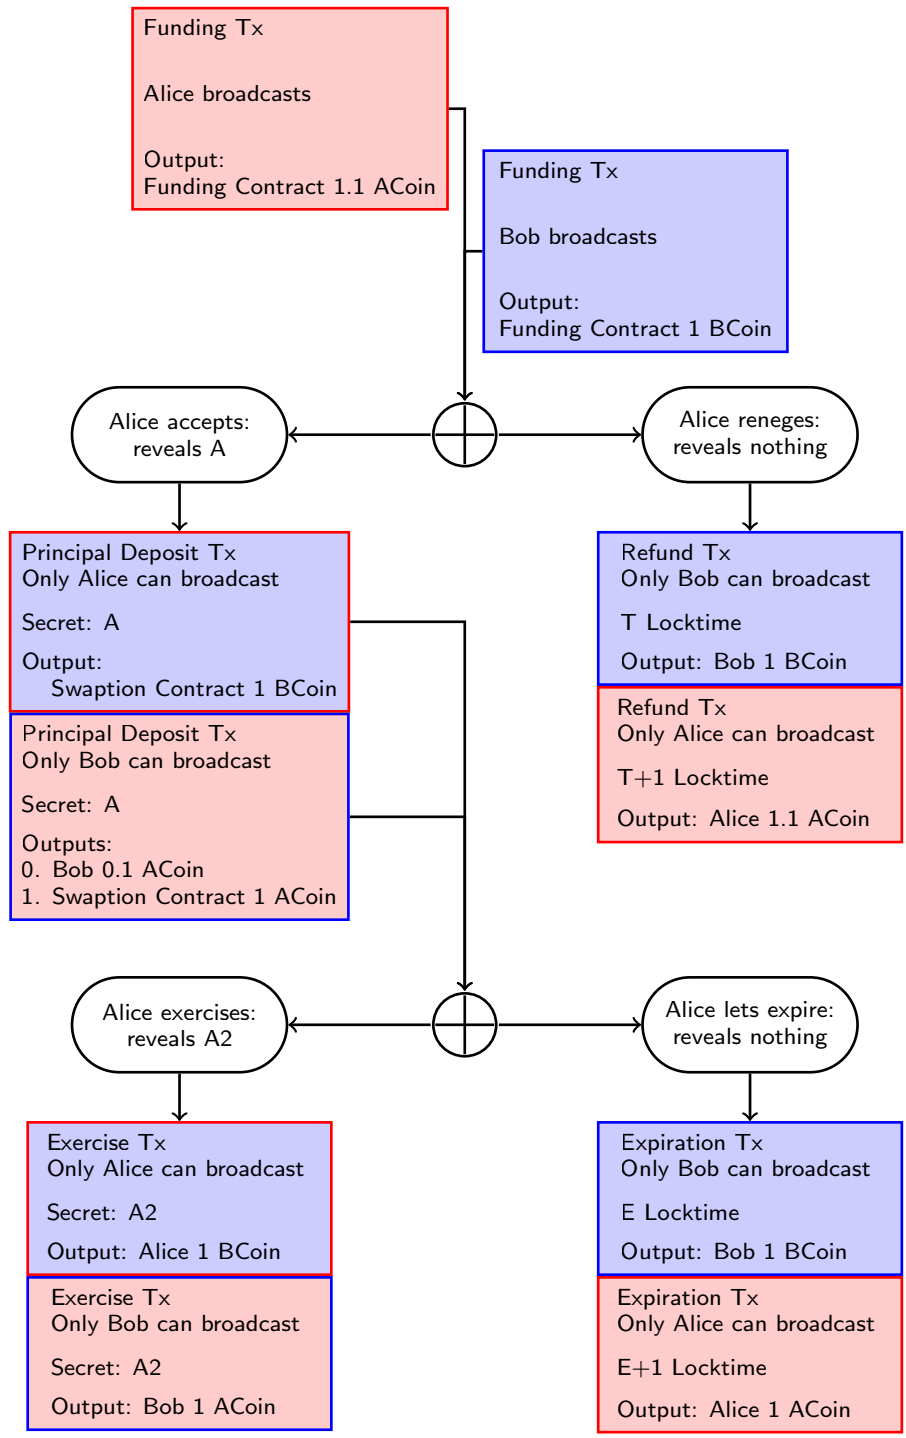 Funding Tx
Alice broadcasts
Output:
Funding Contract 1.1 ACoin
Funding Tx
Bob broadcasts
Output:
Funding Contract 1 BCoin
Alice accepts:
reveals A
Alice reneges:
reveals nothing
Principal Deposit Tx
Only Alice can broadcast
Secret: A
Output:
Swaption Contract 1 BCoin
Principal Deposit Tx
Only Bob can broadcast
Secret: A
Outputs:
0. Bob 0.1 ACoin
1. Swaption Contract 1 ACoin
Refund Tx
Only Bob can broadcast
T Locktime
Output: Bob 1 BCoin
Refund Tx
Only Alice can broadcast
T+1 Locktime
Output: Alice 1.1 ACoin
Alice exercises:
reveals A2
Alice lets expire:
reveals nothing
Exercise Tx
Only Alice can broadcast
Secret: A2
Output: Alice 1 BCoin
Exercise Tx
Only Bob can broadcast
Secret: A2
Output: Bob 1 ACoin
Expiration Tx
Only Bob can broadcast
E Locktime
Output: Bob 1 BCoin
Expiration Tx
Only Alice can broadcast
E+1 Locktime
Output: Alice 1 ACoin